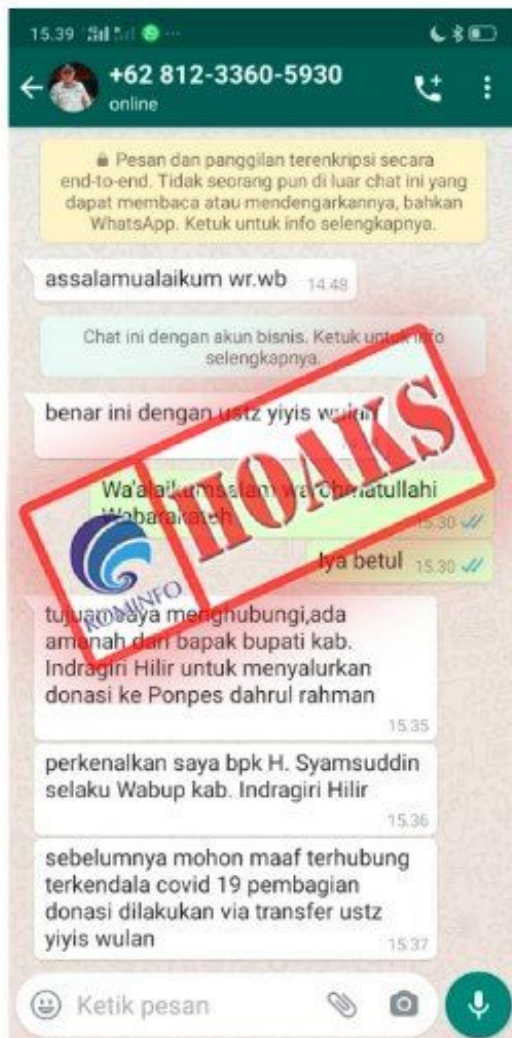 15.39
+62 812-3360-5930
online
Pesan dan panggilan terenkripsi secara
end-to-end. Tidak seorang pun di luar chat ini yang
dapat membaca atau mendengarkannya, bahkan
WhatsApp. Ketuk untuk info selengkapnya.
assalamualaikum wr.wb 14.48
Chat ini dengan akun bisnis. Ketuk untuk info
selengkapnya.
benar ini dengan ustz yiyis wulan
HOAKS
KOMINFO
Wa'alaikumsalam warohmatullahi
Wabarakatuh 15.30
Iya betul 15.30
tujuan saya menghubungi,ada
amanah dari bapak bupati kab.
Indragiri Hilir untuk menyalurkan
donasi ke Ponpes dahrul rahman
15.35
perkenalkan saya bpk H. Syamsuddin
selaku Wabup kab. Indragiri Hilir
15.36
sebelumnya mohon maaf terhubung
terkendala covid 19 pembagian
donasi dilakukan via transfer ustz
yiyis wulan 15.37
Ketik pesan